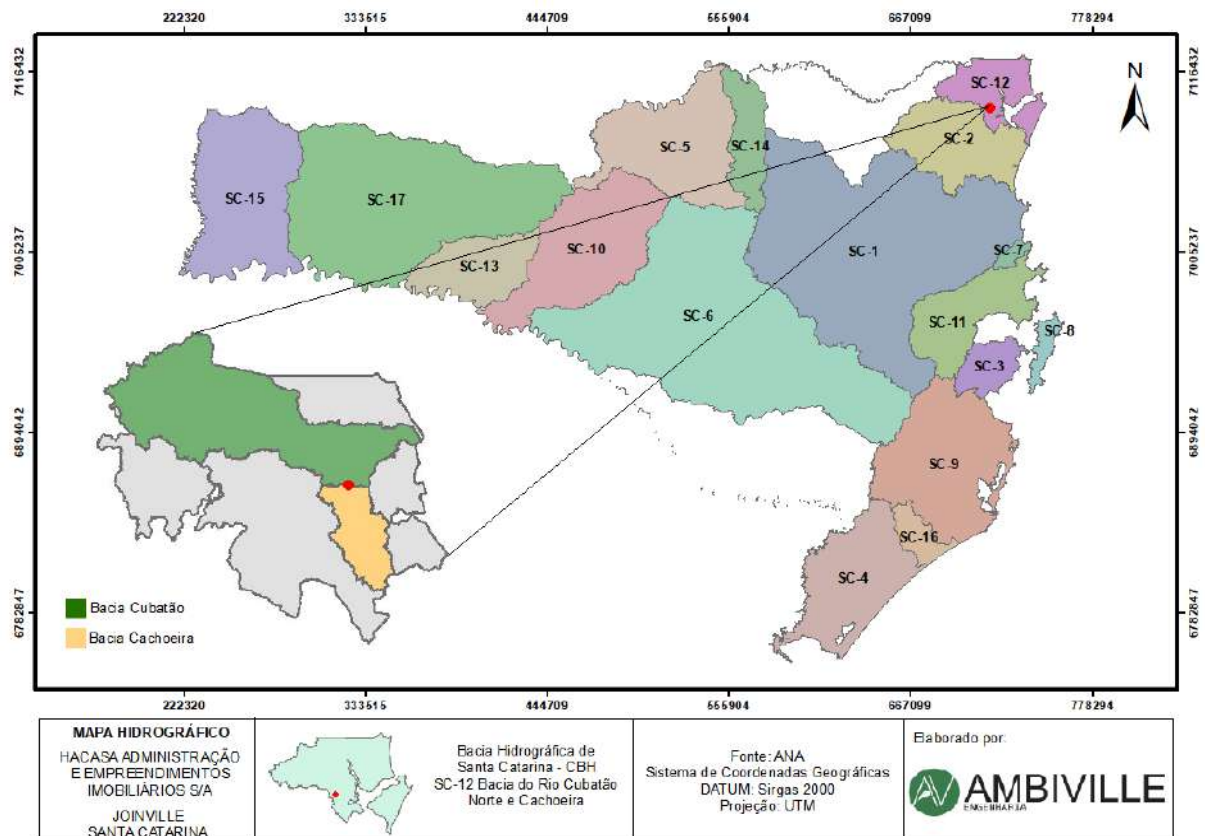 222320 333515 444709 555904 667099 778294
7116432
7116432
N
SC-12
SC-5
SC-14
SC-2
SC-15
SC-17
SC-10
SC-1
SC-7
7005237
7005237
SC-13
SC-6
SC-11
SC-8
SC-3
6894042
6894042
SC-9
SC-16
SC-4
Bacia Cubatão
Bacia Cachoeira
6782847
6782847
222320 333515 444709 555904 667099 778294
MAPA HIDROGRÁFICO
HACASA ADMINISTRAÇÃO
E EMPREENDIMENTOS
IMOBILIÁRIOS S/A
JOINVILLE
SANTA CATARINA
Bacia Hidrográfica de
Santa Catarina - CBH
SC-12 Bacia do Rio Cubatão
Norte e Cachoeira
Fonte: ANA
Sistema de Coordenadas Geográficas
DATUM: Sirgas 2000
Projeção: UTM
Elaborado por:
AV AMBIVILLE
ENGENHARIA